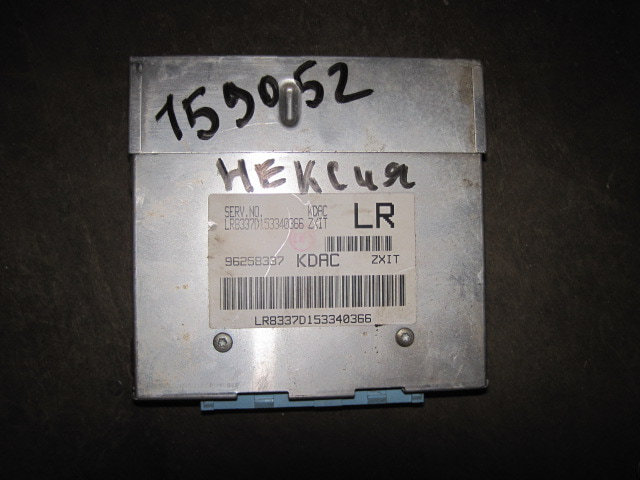 159052
НЕКСИЯ
SERV.NO. KDAC LR
LR8337D153340366 ZXIT
96258337 KDAC ZXIT
LR8337D153340366